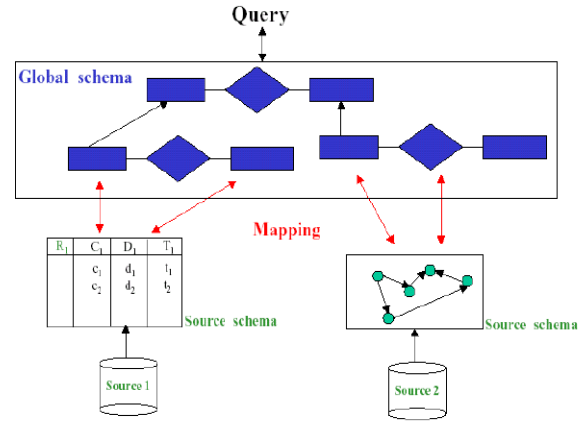 Query
Global schema
Mapping
R₁ C₁ D₁ T₁
c₁ d₁ t₁
c₂ d₂ t₂
Source schema
Source schema
Source 1
Source 2